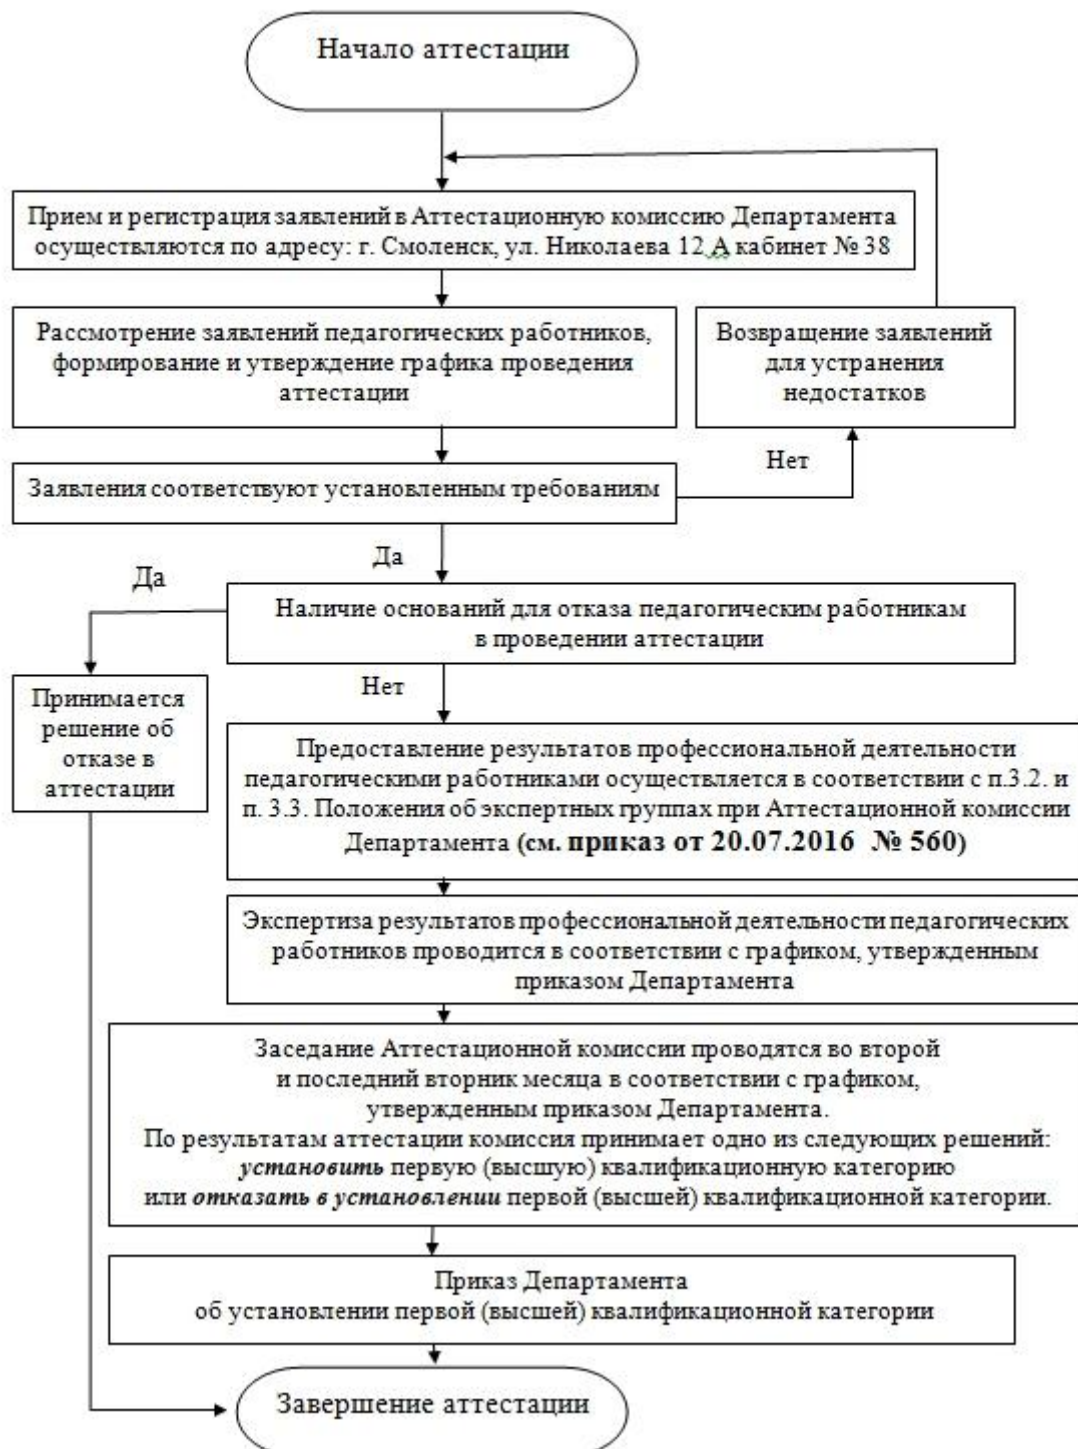 Начало аттестации
Прием и регистрация заявлений в Аттестационную комиссию Департамента
осуществляются по адресу: г. Смоленск, ул. Николаева 12 А кабинет № 38
Рассмотрение заявлений педагогических работников,
формирование и утверждение графика проведения
аттестации
Возвращение заявлений
для устранения
недостатков
Нет
Заявления соответствуют установленным требованиям
Да
Да
Наличие оснований для отказа педагогическим работникам
в проведении аттестации
Нет
Принимается
решение об
отказе в
аттестации
Предоставление результатов профессиональной деятельности
педагогическими работниками осуществляется в соответствии с п.3.2. и
п. 3.3. Положения об экспертных группах при Аттестационной комиссии
Департамента (см. приказ от 20.07.2016 № 560)
Экспертиза результатов профессиональной деятельности педагогических
работников проводится в соответствии с графиком, утвержденным
приказом Департамента
Заседание Аттестационной комиссии проводятся во второй
и последний вторник месяца в соответствии с графиком,
утвержденным приказом Департамента.
По результатам аттестации комиссия принимает одно из следующих решений:
установить первую (высшую) квалификационную категорию
или отказать в установлении первой (высшей) квалификационной категории.
Приказ Департамента
об установлении первой (высшей) квалификационной категории
Завершение аттестации